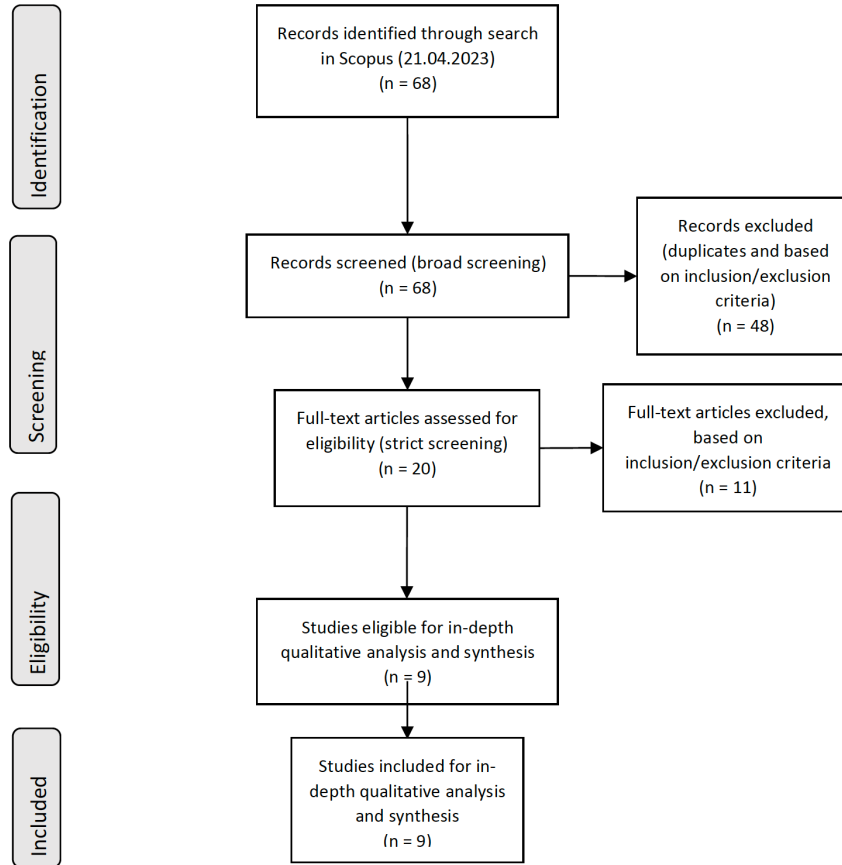 Identification
Records identified through search
in Scopus (21.04.2023)
(n = 68)
Screening
Records screened (broad screening)
(n = 68)
Records excluded
(duplicates and based
on inclusion/exclusion
criteria)
(n = 48)
Full-text articles assessed for
eligibility (strict screening)
(n = 20)
Full-text articles excluded,
based on
inclusion/exclusion criteria
(n = 11)
Eligibility
Studies eligible for in-depth
qualitative analysis and synthesis
(n = 9)
Included
Studies included for in-
depth qualitative analysis
and synthesis
(n = 9)